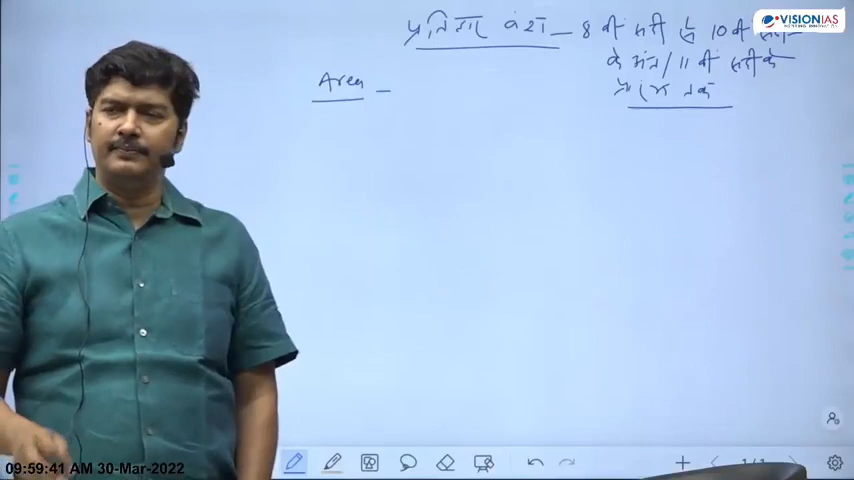 VISIONIAS
प्रतिहार वंश – 8 वीं सदी से 10 वीं सदी
के अंत / 11 वीं सदी के
Area –
प्रारंभ तक
09:59:41 AM 30-Mar-2022